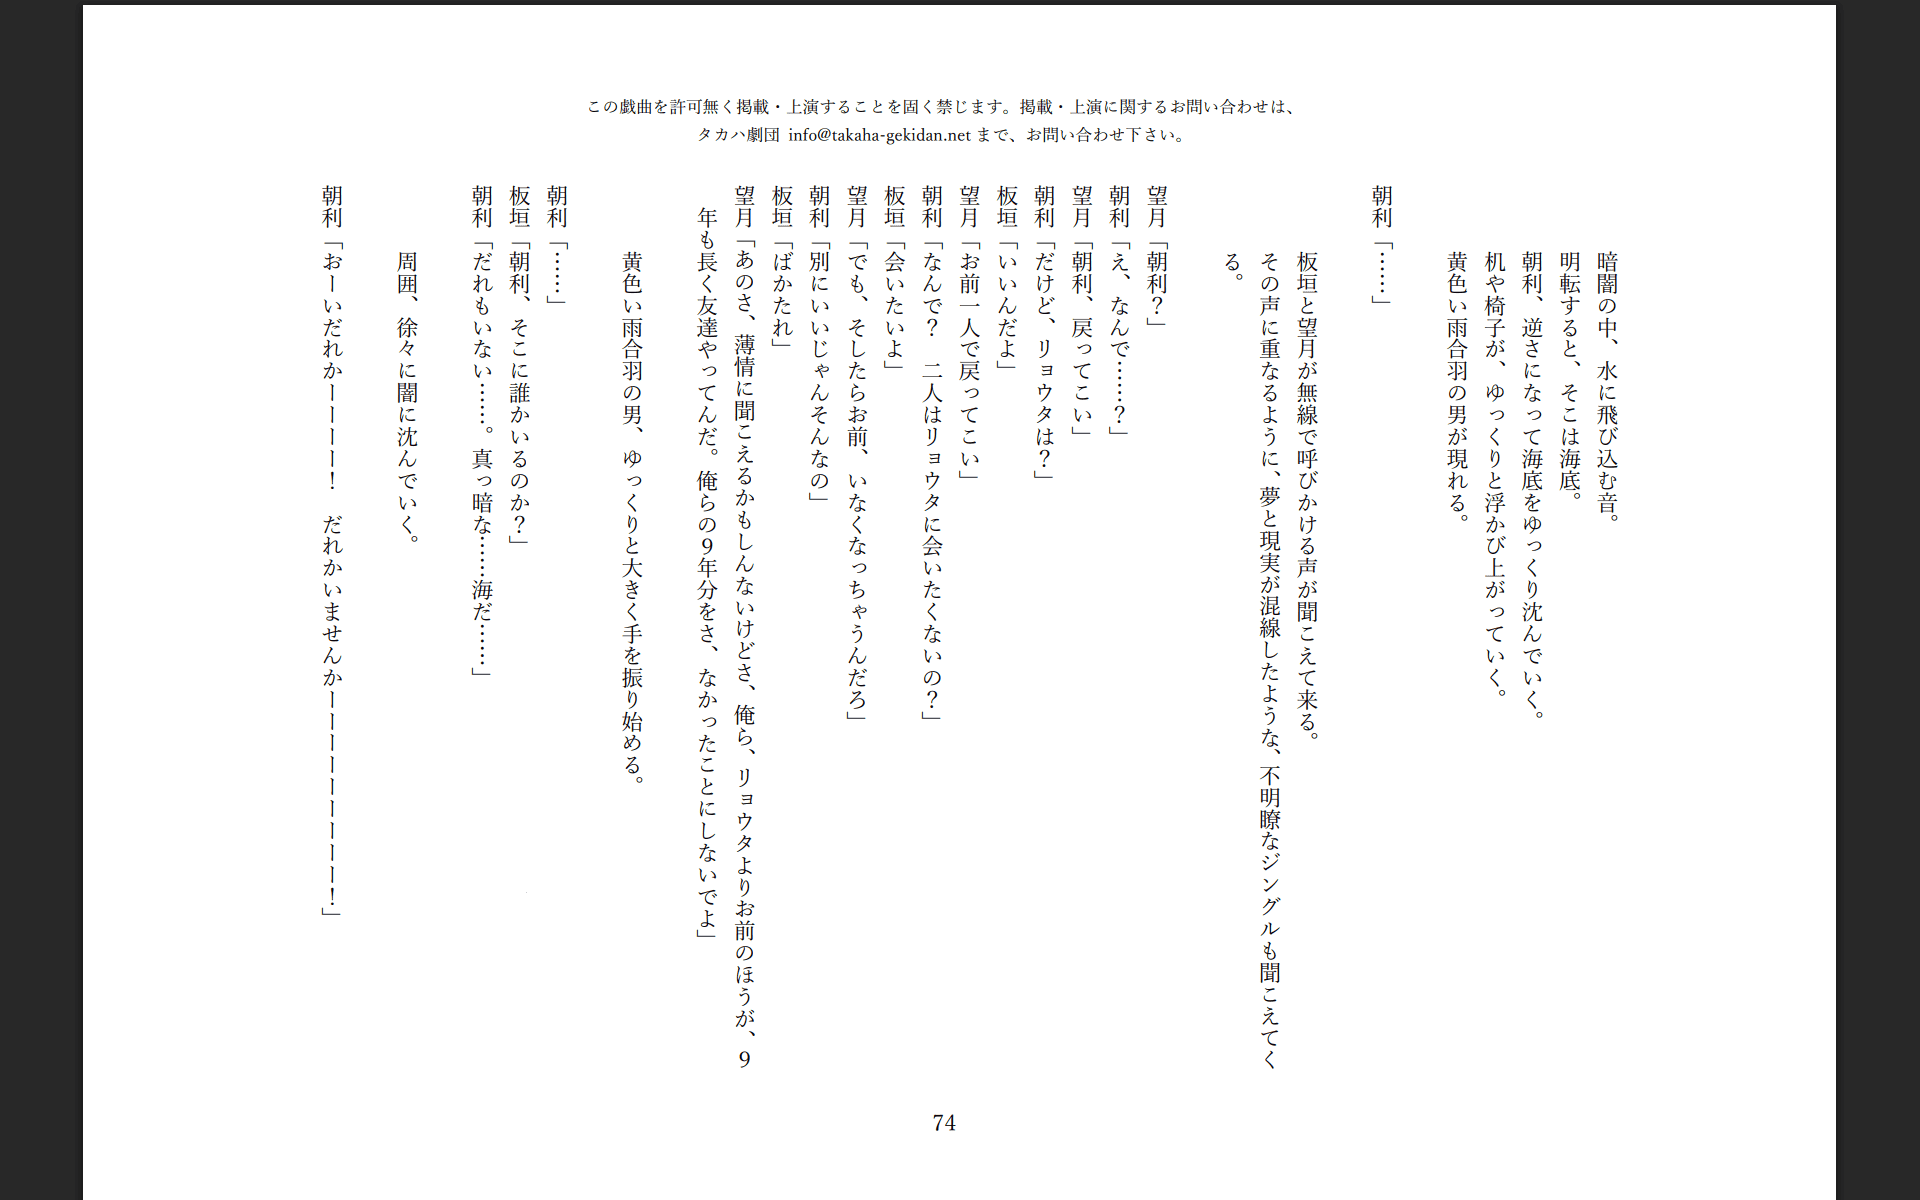 この戯曲を許可無く掲載・上演することを固く禁じます。掲載・上演に関するお問い合わせは、
タカハ劇団 info@takaha-gekidan.net まで、お問い合わせ下さい。
暗闇の中、水に飛び込む音。
明転すると、そこは海底。
朝利、逆さになって海底をゆっくり沈んでいく。
机や椅子が、ゆっくりと浮かび上がっていく。
黄色い雨合羽の男が現れる。
朝利「……」
板垣と望月が無線で呼びかける声が聞こえて来る。
その声に重なるように、夢と現実が混線したような、不明瞭なジングルも聞こえてく
る。
望月「朝利？」
朝利「え、なんで……？」
望月「朝利、戻ってこい」
朝利「だけど、リョウタは？」
板垣「いいんだよ」
望月「お前一人で戻ってこい」
朝利「なんで？　二人はリョウタに会いたくないの？」
板垣「会いたいよ」
望月「でも、そしたらお前、いなくなっちゃうんだろ」
朝利「別にいいじゃんそんなの」
板垣「ばかたれ」
望月「あのさ、薄情に聞こえるかもしんないけどさ、俺ら、リョウタよりお前のほうが、９
年も長く友達やってんだ。俺らの９年分をさ、なかったことにしないでよ」
黄色い雨合羽の男、ゆっくりと大きく手を振り始める。
朝利「……」
板垣「朝利、そこに誰かいるのか？」
朝利「だれもいない……。真っ暗な……海だ……」
周囲、徐々に闇に沈んでいく。
朝利「おーいだれかーーーー！　だれかいませんかーーーーーーーーー！」
74